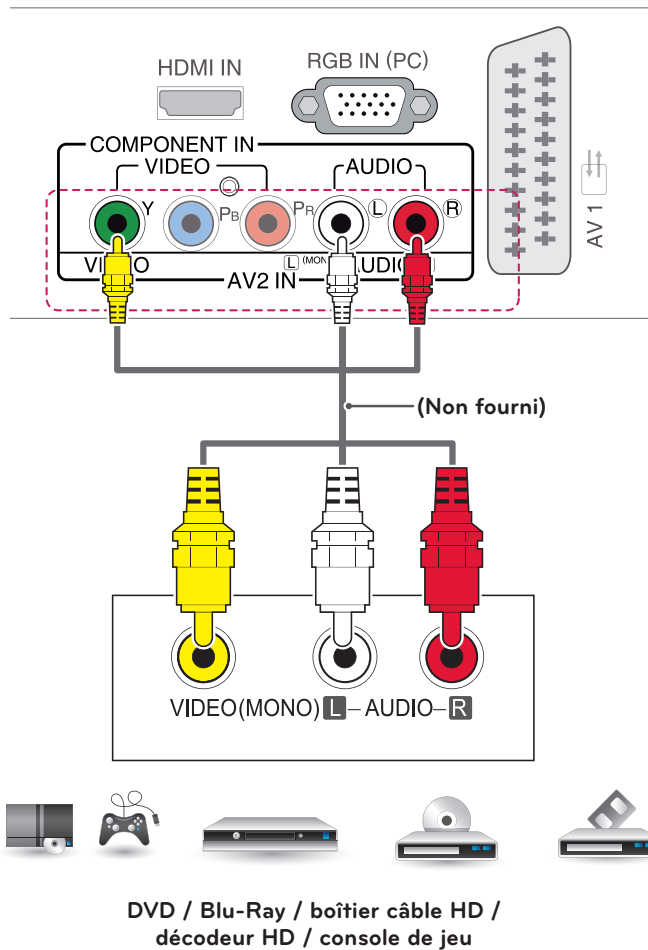 HDMI IN
RGB IN (PC)
COMPONENT IN
VIDEO
AUDIO
Y
PB
PR
L
R
AV 1
L (MON
AV2 IN
(Non fourni)
VIDEO(MONO) L – AUDIO – R
DVD / Blu-Ray / boîtier câble HD /
décodeur HD / console de jeu